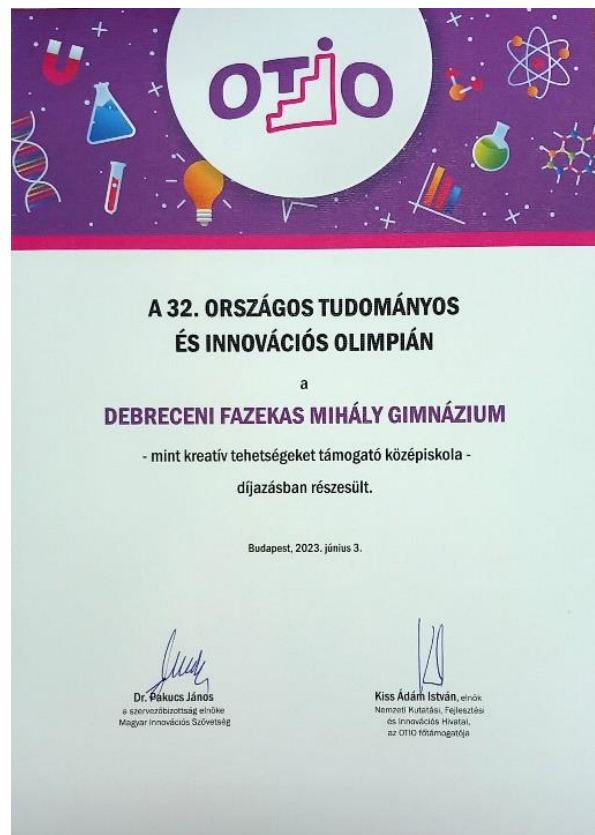 OTIO
A 32. ORSZÁGOS TUDOMÁNYOS
ÉS INNOVÁCIÓS OLIMPIÁN
a
DEBRECENI FAZEKAS MIHÁLY GIMNÁZIUM
- mint kreatív tehetségeket támogató középiskola -
díjazásban részesült.
Budapest, 2023. június 3.
Dr. Pakucs János
a szervezőbizottság elnöke
Magyar Innovációs Szövetség
Kiss Ádám István, elnök
Nemzeti Kutatási, Fejlesztési
és Innovációs Hivatal,
az OTIO főtámogatója